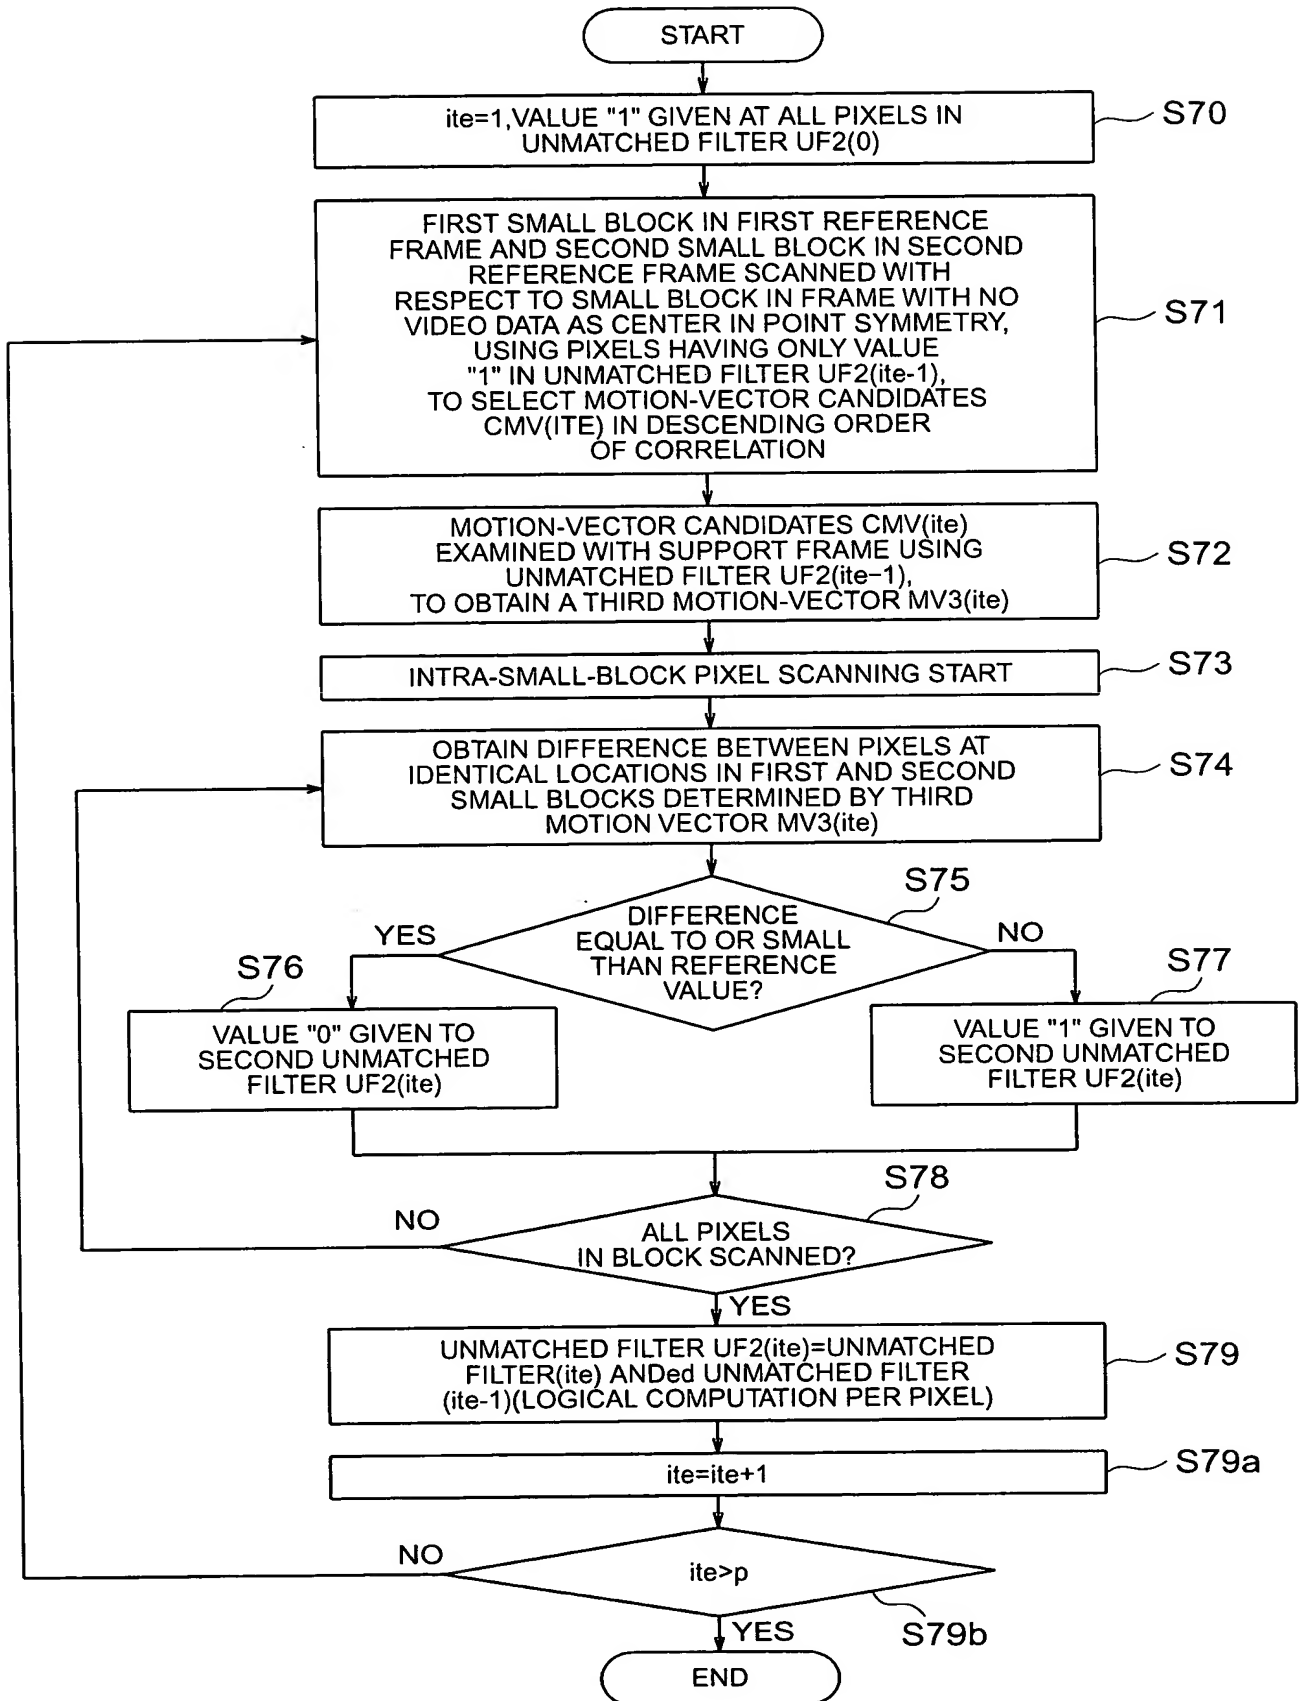 START
ite=1,VALUE "1" GIVEN AT ALL PIXELS IN
UNMATCHED FILTER UF2(0)
S70
FIRST SMALL BLOCK IN FIRST REFERENCE
FRAME AND SECOND SMALL BLOCK IN SECOND
REFERENCE FRAME SCANNED WITH
RESPECT TO SMALL BLOCK IN FRAME WITH NO
VIDEO DATA AS CENTER IN POINT SYMMETRY,
USING PIXELS HAVING ONLY VALUE
"1" IN UNMATCHED FILTER UF2(ite-1),
TO SELECT MOTION-VECTOR CANDIDATES
CMV(ITE) IN DESCENDING ORDER
OF CORRELATION
S71
MOTION-VECTOR CANDIDATES CMV(ite)
EXAMINED WITH SUPPORT FRAME USING
UNMATCHED FILTER UF2(ite−1),
TO OBTAIN A THIRD MOTION-VECTOR MV3(ite)
S72
INTRA-SMALL-BLOCK PIXEL SCANNING START
S73
OBTAIN DIFFERENCE BETWEEN PIXELS AT
IDENTICAL LOCATIONS IN FIRST AND SECOND
SMALL BLOCKS DETERMINED BY THIRD
MOTION VECTOR MV3(ite)
S74
S75
DIFFERENCE
EQUAL TO OR SMALL
THAN REFERENCE
VALUE?
YES
NO
S76
VALUE "0" GIVEN TO
SECOND UNMATCHED
FILTER UF2(ite)
S77
VALUE "1" GIVEN TO
SECOND UNMATCHED
FILTER UF2(ite)
S78
NO
ALL PIXELS
IN BLOCK SCANNED?
YES
UNMATCHED FILTER UF2(ite)=UNMATCHED
FILTER(ite) ANDed UNMATCHED FILTER
(ite-1)(LOGICAL COMPUTATION PER PIXEL)
S79
ite=ite+1
S79a
NO
ite>p
S79b
YES
END